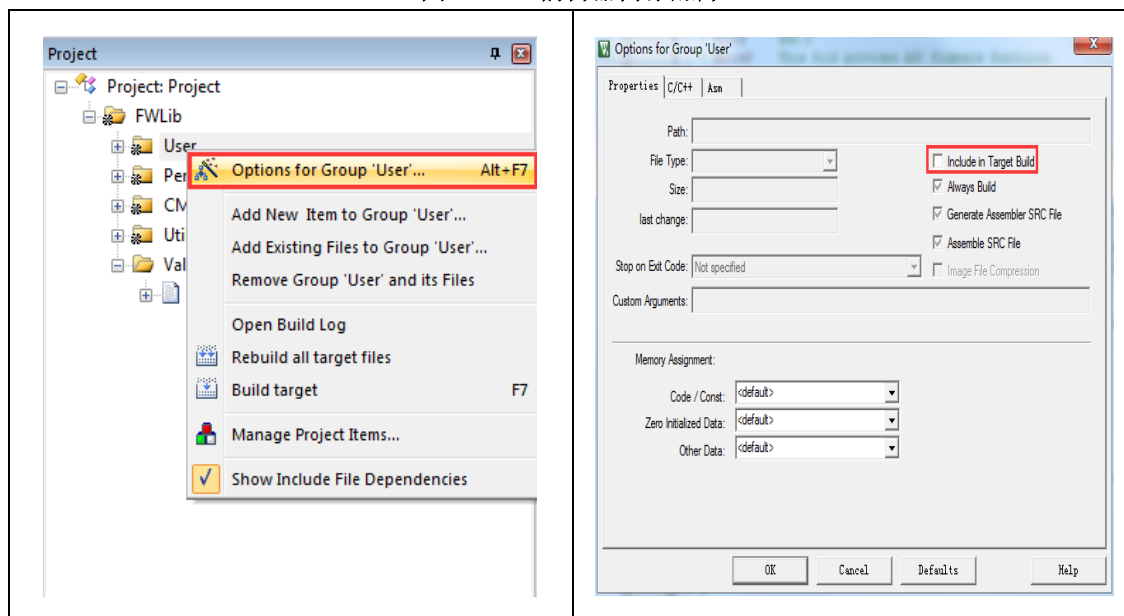 Project
Project: Project
FWLib
User
Options for Group 'User'... Alt+F7
Per
CM
Add New Item to Group 'User'...
Uti
Add Existing Files to Group 'User'...
Val
Remove Group 'User' and its Files
Open Build Log
Rebuild all target files
Build target F7
Manage Project Items...
Show Include File Dependencies
Options for Group 'User'
Properties C/C++ Asm
Path:
File Type:
Include in Target Build
Size:
Always Build
last change:
Generate Assembler SRC File
Assemble SRC File
Stop on Exit Code: Not specified
Image File Compression
Custom Arguments:
Memory Assignment:
Code / Const: <default>
Zero Initialized Data: <default>
Other Data: <default>
OK Cancel Defaults Help